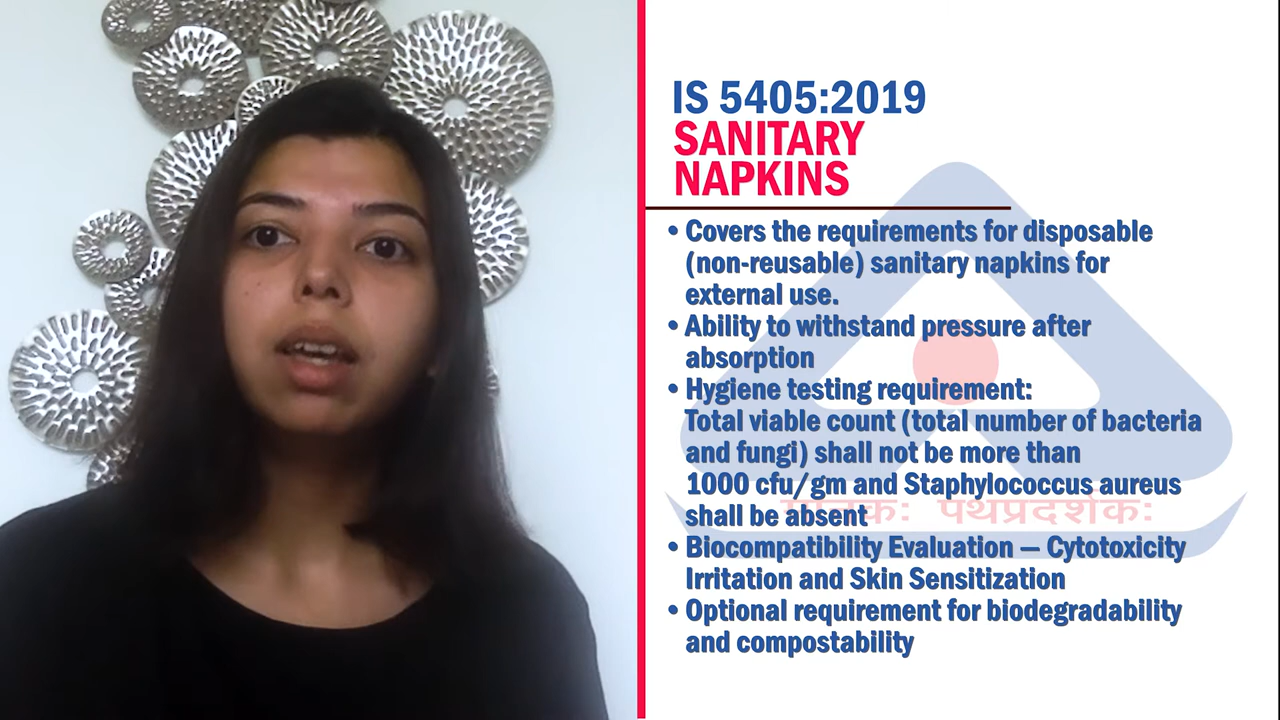 IS 5405:2019
SANITARY
NAPKINS
• Covers the requirements for disposable
(non-reusable) sanitary napkins for
external use.
• Ability to withstand pressure after
absorption
• Hygiene testing requirement:
Total viable count (total number of bacteria
and fungi) shall not be more than
1000 cfu/gm and Staphylococcus aureus
shall be absent
पथप्रदर्शकः
• Biocompatibility Evaluation — Cytotoxicity
Irritation and Skin Sensitization
• Optional requirement for biodegradability
and compostability